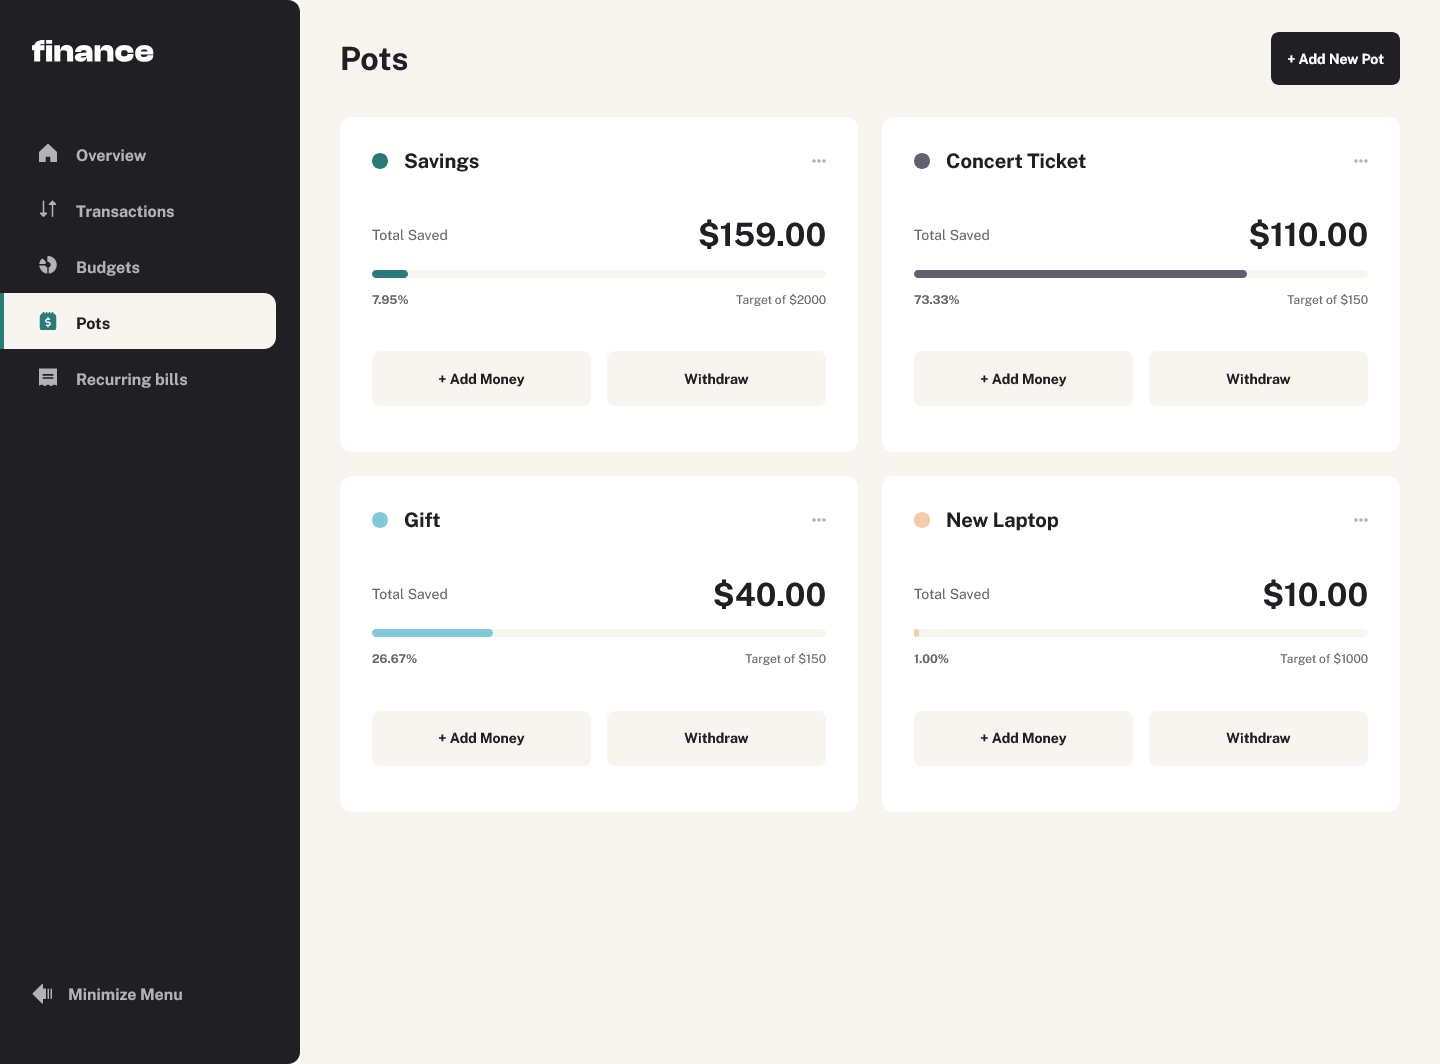 finance
Overview
Transactions
Budgets
Pots
Recurring bills
Minimize Menu
Pots
+ Add New Pot
Savings
Total Saved $159.00
7.95% Target of $2000
+ Add Money Withdraw
Concert Ticket
Total Saved $110.00
73.33% Target of $150
+ Add Money Withdraw
Gift
Total Saved $40.00
26.67% Target of $150
+ Add Money Withdraw
New Laptop
Total Saved $10.00
1.00% Target of $1000
+ Add Money Withdraw